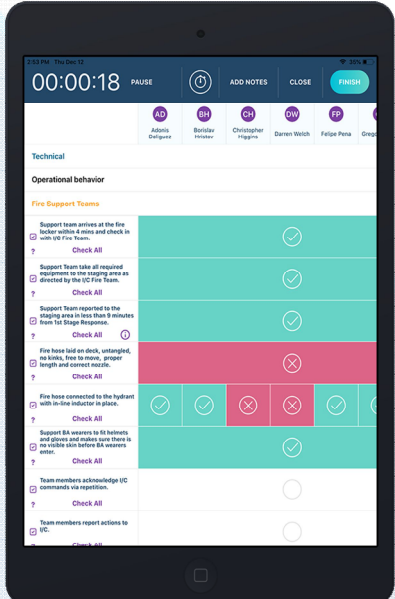 2:53 PM Thu Dec 12
35%
00:00:18 PAUSE ADD NOTES CLOSE FINISH
AD BH CH DW FP
Adonis Borislav Christopher Darren Welch Felipe Pena Grego
Hristov Higgins
Technical
Operational behavior
Fire Support Teams
Support team arrives at the fire
locker within 4 mins and check in
with I/C Fire Team.
? Check All
Support Team take all required
equipment to the staging area as
directed by the I/C Fire Team.
? Check All
Support Team reported to the
staging area in less than 9 minutes
from 1st Stage Response.
? Check All
Fire hose laid on deck, untangled,
no kinks, free to move, proper
length and correct nozzle.
? Check All
Fire hose connected to the hydrant
with in-line inductor in place.
? Check All
Support BA wearers to fit helmets
and gloves and makes sure there is
no visible skin before BA wearers
enter.
? Check All
Team members acknowledge I/C
commands via repetition.
? Check All
Team members report actions to
I/C.
? Check All